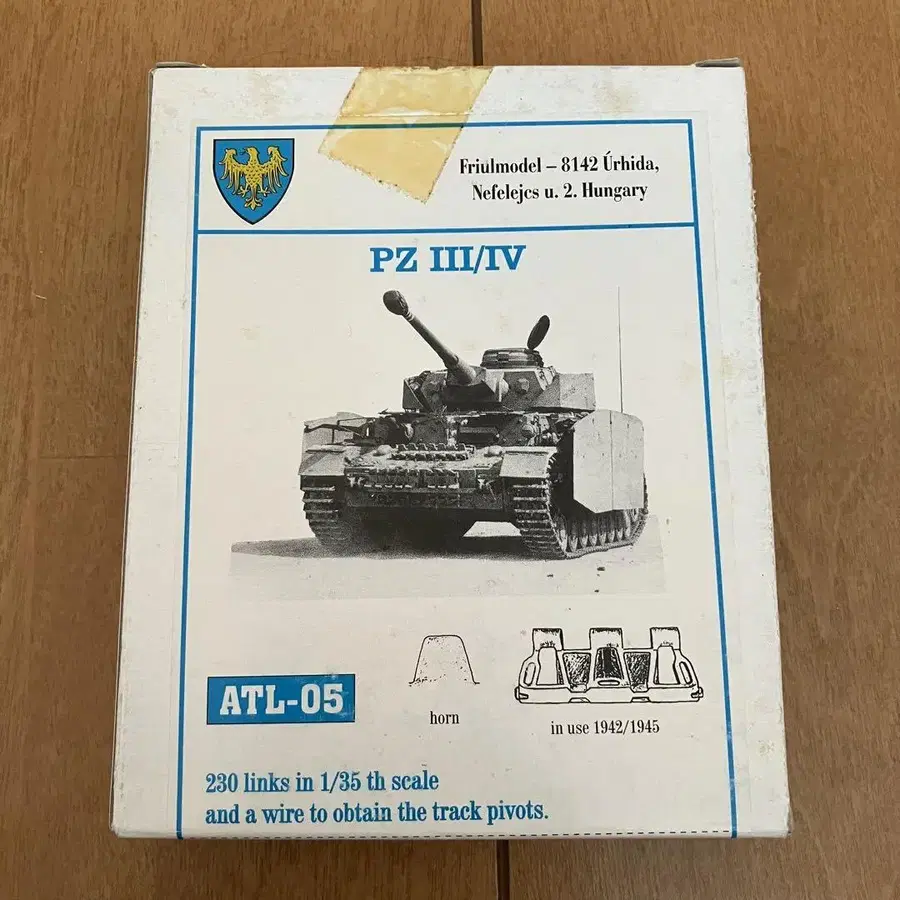 Friulmodel – 8142 Úrhida,
Nefelejcs u. 2. Hungary
PZ III/IV
horn
in use 1942/1945
ATL-05
230 links in 1/35 th scale
and a wire to obtain the track pivots.